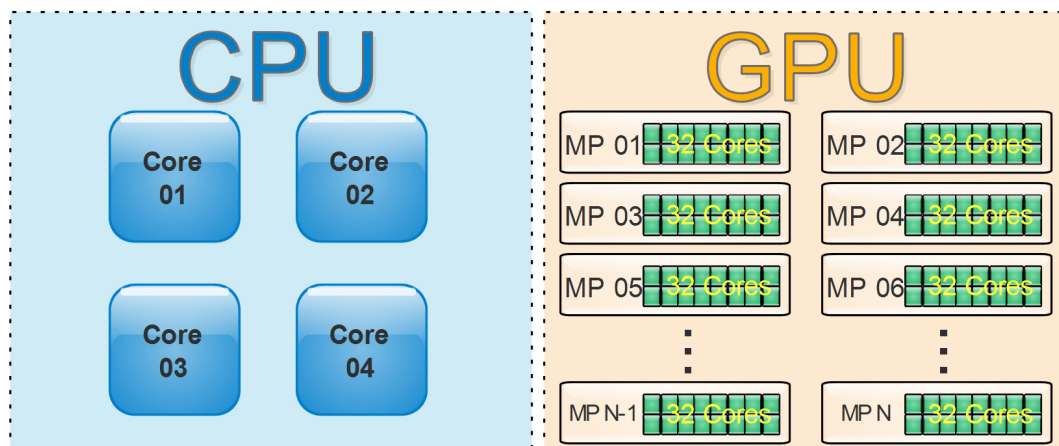 CPU
Core
01
Core
02
Core
03
Core
04
GPU
MP 01 32 Cores
MP 02 32 Cores
MP 03 32 Cores
MP 04 32 Cores
MP 05 32 Cores
MP 06 32 Cores
MP N-1 32 Cores
MP N 32 Cores